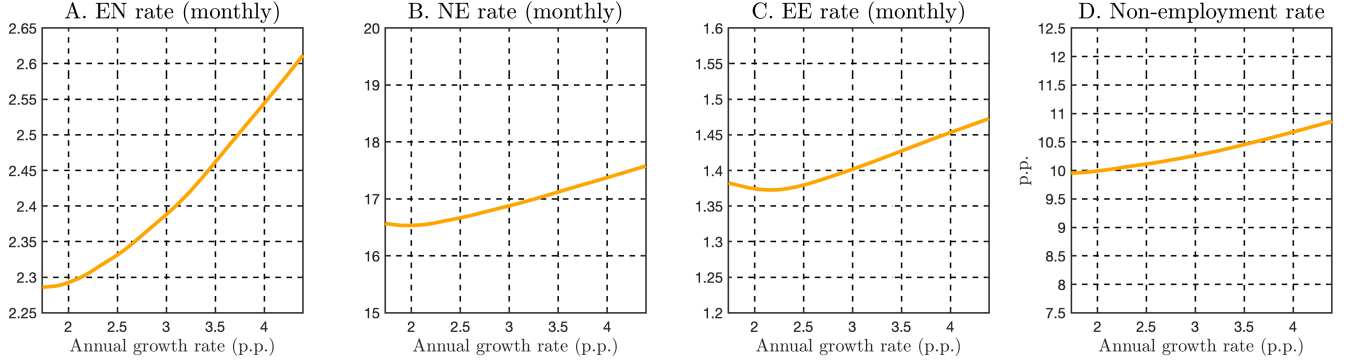 A. EN rate (monthly)
2.65
2.6
2.55
2.5
2.45
2.4
2.35
2.3
2.25
2 2.5 3 3.5 4
Annual growth rate (p.p.)
B. NE rate (monthly)
20
19
18
17
16
15
2 2.5 3 3.5 4
Annual growth rate (p.p.)
C. EE rate (monthly)
1.6
1.55
1.5
1.45
1.4
1.35
1.3
1.25
1.2
2 2.5 3 3.5 4
Annual growth rate (p.p.)
D. Non-employment rate
p.p.
12.5
12
11.5
11
10.5
10
9.5
9
8.5
8
7.5
2 2.5 3 3.5 4
Annual growth rate (p.p.)